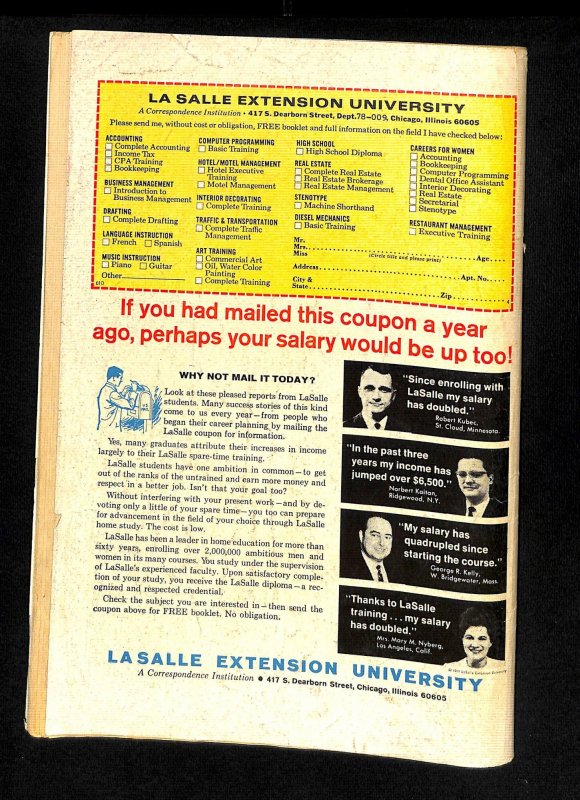 LA SALLE EXTENSION UNIVERSITY
A Correspondence Institution • 417 S. Dearborn Street, Dept.78-009, Chicago, Illinois 60605
Please send me, without cost or obligation, FREE booklet and full information on the field I have checked below:
ACCOUNTING
Complete Accounting
Income Tax
CPA Training
Bookkeeping
BUSINESS MANAGEMENT
Introduction to
Business Management
DRAFTING
Complete Drafting
LANGUAGE INSTRUCTION
French Spanish
MUSIC INSTRUCTION
Piano Guitar
Other
010
COMPUTER PROGRAMMING
Basic Training
HOTEL/MOTEL MANAGEMENT
Hotel Executive
Training
Motel Management
INTERIOR DECORATING
Complete Training
TRAFFIC & TRANSPORTATION
Complete Traffic
Management
ART TRAINING
Commercial Art
Oil, Water Color
Painting
Complete Training
HIGH SCHOOL
High School Diploma
REAL ESTATE
Complete Real Estate
Real Estate Brokerage
Real Estate Management
STENOTYPE
Machine Shorthand
DIESEL MECHANICS
Basic Training
CAREERS FOR WOMEN
Accounting
Bookkeeping
Computer Programming
Dental Office Assistant
Interior Decorating
Real Estate
Secretarial
Stenotype
RESTAURANT MANAGEMENT
Executive Training
Mr.
Mrs. Age
Miss (Circle title and please print)
Address Apt. No.
City &
State Zip
If you had mailed this coupon a year
ago, perhaps your salary would be up too!
WHY NOT MAIL IT TODAY?
Look at these pleased reports from LaSalle
students. Many success stories of this kind
come to us every year—from people who
began their career planning by mailing the
LaSalle coupon for information.
Yes, many graduates attribute their increases in income
largely to their LaSalle spare-time training.
LaSalle students have one ambition in common—to get
out of the ranks of the untrained and earn more money and
respect in a better job. Isn't that your goal too?
Without interfering with your present work—and by de-
voting only a little of your spare time—you too can prepare
for advancement in the field of your choice through LaSalle
home study. The cost is low.
LaSalle has been a leader in home education for more than
sixty years, enrolling over 2,000,000 ambitious men and
women in its many courses. You study under the supervision
of LaSalle's experienced faculty. Upon satisfactory comple-
tion of your study, you receive the LaSalle diploma—a rec-
ognized and respected credential.
Check the subject you are interested in—then send the
coupon above for FREE booklet. No obligation.
"Since enrolling with
LaSalle my salary
has doubled."
Robert Kubec,
St. Cloud, Minnesota
"In the past three
years my income has
jumped over $6,500."
Norbert Kaitan,
Ridgewood, N.Y.
"My salary has
quadrupled since
starting the course."
George R. Kelly,
W. Bridgewater, Mass.
"Thanks to LaSalle
training . . . my salary
has doubled."
Mrs. Mary M. Nyberg,
Los Angeles, Calif.
LASALLE EXTENSION UNIVERSITY
A Correspondence Institution • 417 S. Dearborn Street, Chicago, Illinois 60605